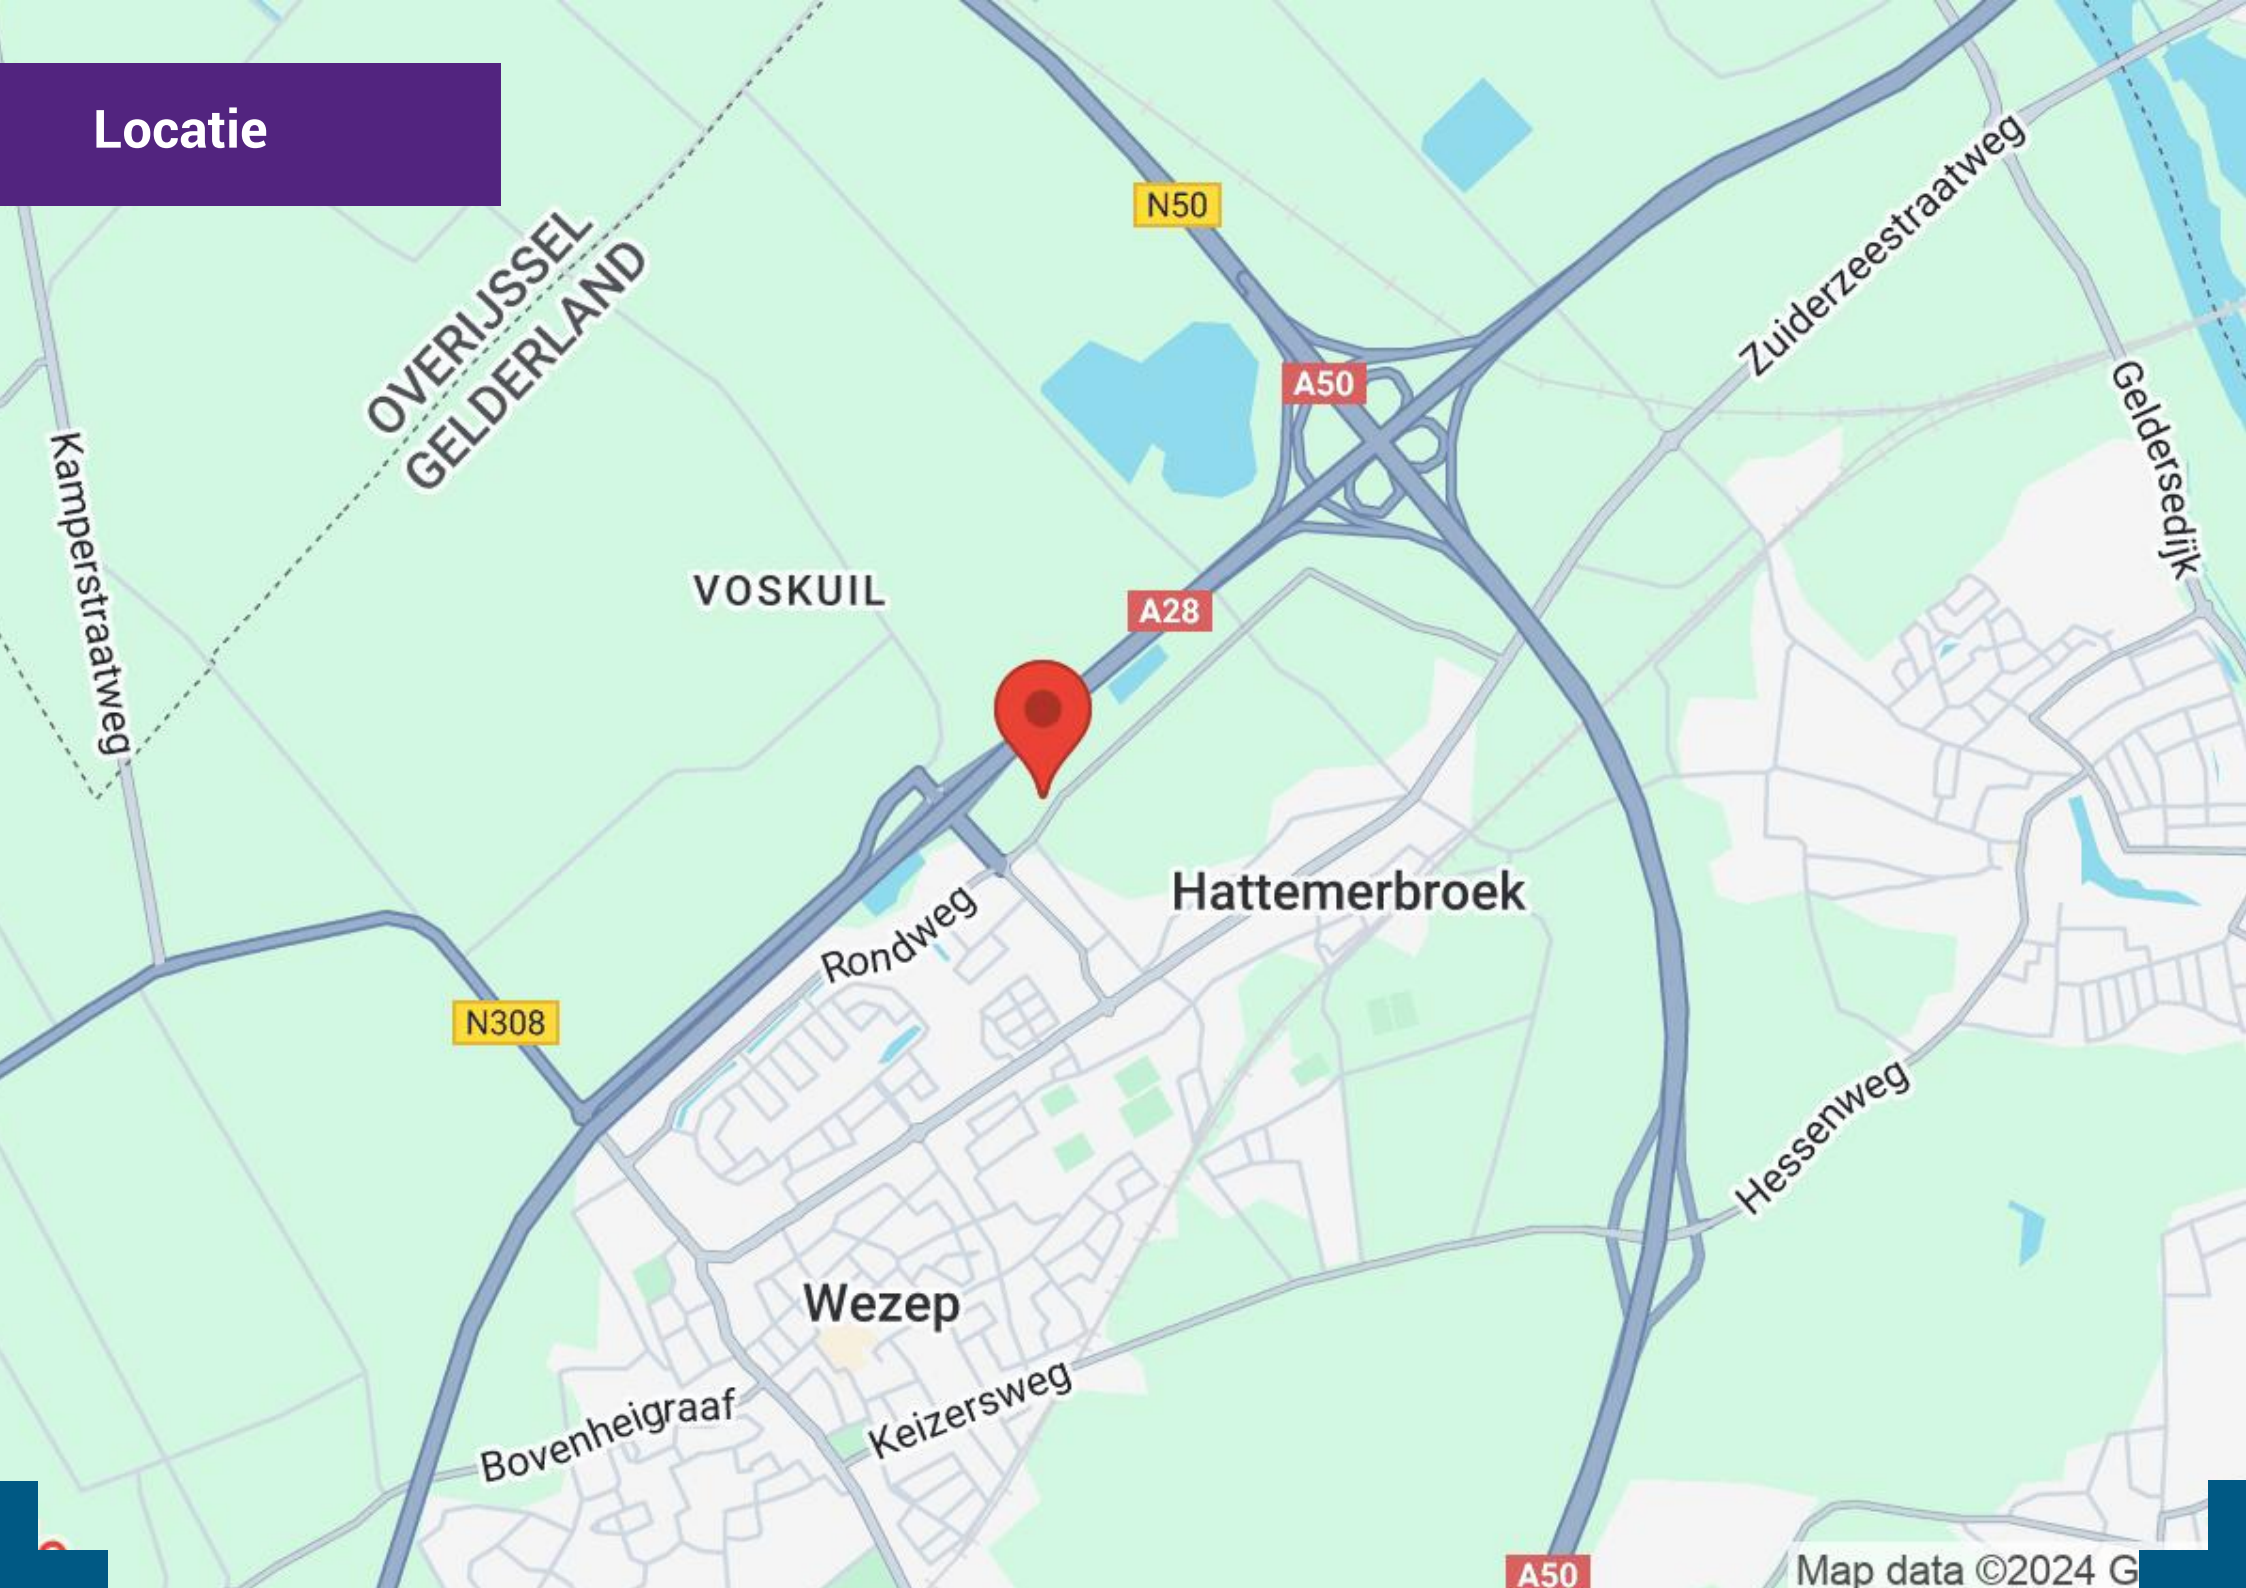 Locatie
N50
Zuiderzeestraatweg
OVERIJSSEL
GELDERLAND
A50
Geldersedijk
Kamperstraatweg
VOSKUIL
A28
Hattemerbroek
Rondweg
N308
Hessenweg
Wezep
Keizersweg
Bovenheigraaf
A50
Map data ©2024 G